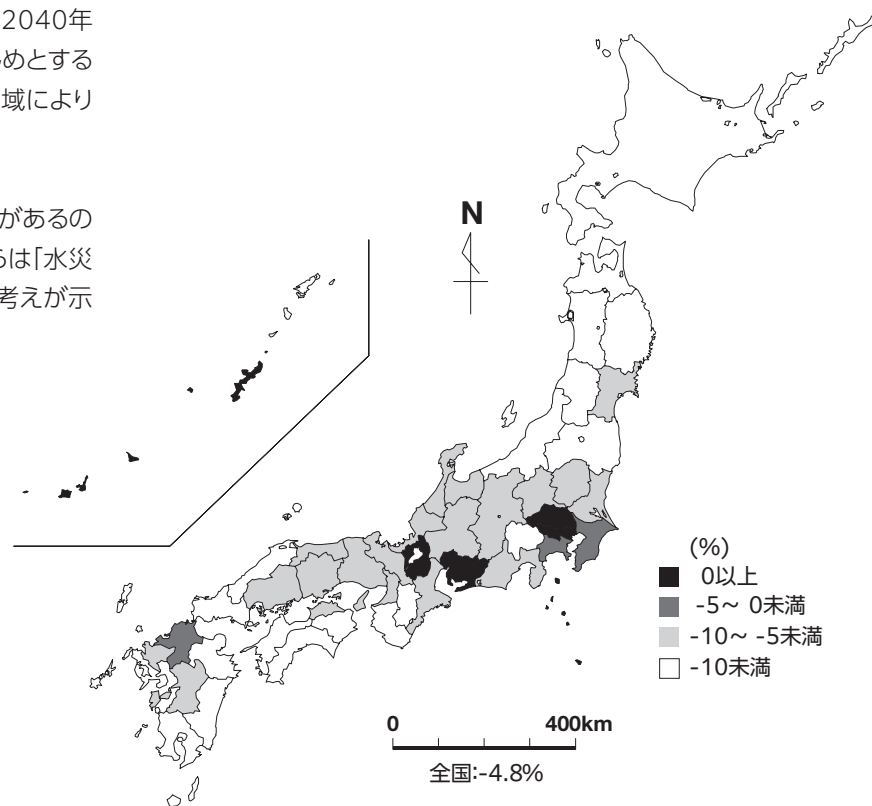 2040年
めとする
域により
があるの
らは「水災
考えが示
N
(%)
0以上
-5～ 0未満
-10～ -5未満
-10未満
0 400km
全国:-4.8%